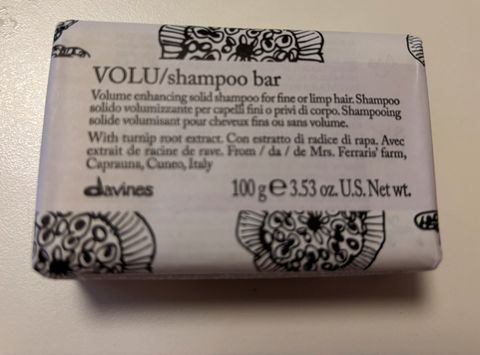 VOLU/shampoo bar
Volume enhancing solid shampoo for fine or limp hair. Shampoo
solido volumizzante per capelli fini o privi di corpo. Shampooing
solide volumisant pour cheveux fins ou sans volume.
With turnip root extract. Con estratto di radice di rapa. Avec
extrait de racine de rave. From / da / de Mrs. Ferraris' farm,
Caprauna, Cuneo, Italy
davines
100 g ℮ 3.53 oz. U.S. Net wt.